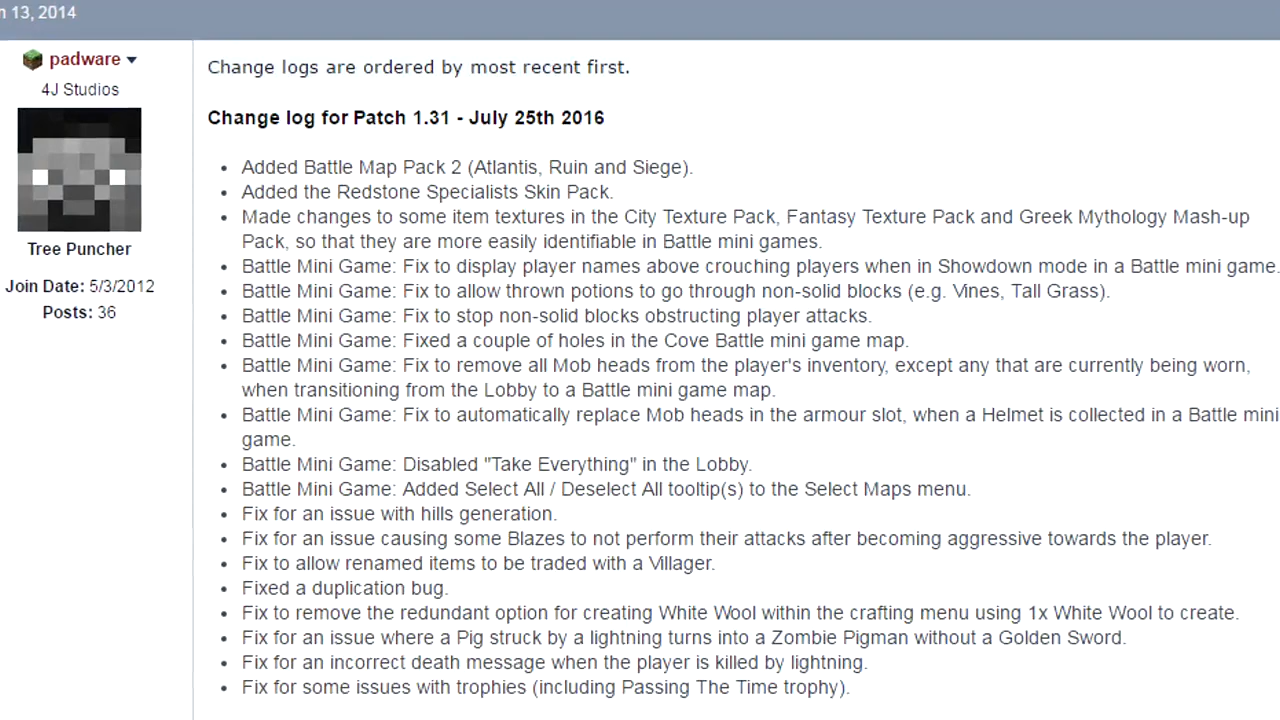 13, 2014
padware
4J Studios
Tree Puncher
Join Date: 5/3/2012
Posts: 36
Change logs are ordered by most recent first.
Change log for Patch 1.31 - July 25th 2016
• Added Battle Map Pack 2 (Atlantis, Ruin and Siege).
• Added the Redstone Specialists Skin Pack.
• Made changes to some item textures in the City Texture Pack, Fantasy Texture Pack and Greek Mythology Mash-up
Pack, so that they are more easily identifiable in Battle mini games.
• Battle Mini Game: Fix to display player names above crouching players when in Showdown mode in a Battle mini game.
• Battle Mini Game: Fix to allow thrown potions to go through non-solid blocks (e.g. Vines, Tall Grass).
• Battle Mini Game: Fix to stop non-solid blocks obstructing player attacks.
• Battle Mini Game: Fixed a couple of holes in the Cove Battle mini game map.
• Battle Mini Game: Fix to remove all Mob heads from the player's inventory, except any that are currently being worn,
when transitioning from the Lobby to a Battle mini game map.
• Battle Mini Game: Fix to automatically replace Mob heads in the armour slot, when a Helmet is collected in a Battle mini
game.
• Battle Mini Game: Disabled "Take Everything" in the Lobby.
• Battle Mini Game: Added Select All / Deselect All tooltip(s) to the Select Maps menu.
• Fix for an issue with hills generation.
• Fix for an issue causing some Blazes to not perform their attacks after becoming aggressive towards the player.
• Fix to allow renamed items to be traded with a Villager.
• Fixed a duplication bug.
• Fix to remove the redundant option for creating White Wool within the crafting menu using 1x White Wool to create.
• Fix for an issue where a Pig struck by a lightning turns into a Zombie Pigman without a Golden Sword.
• Fix for an incorrect death message when the player is killed by lightning.
• Fix for some issues with trophies (including Passing The Time trophy).